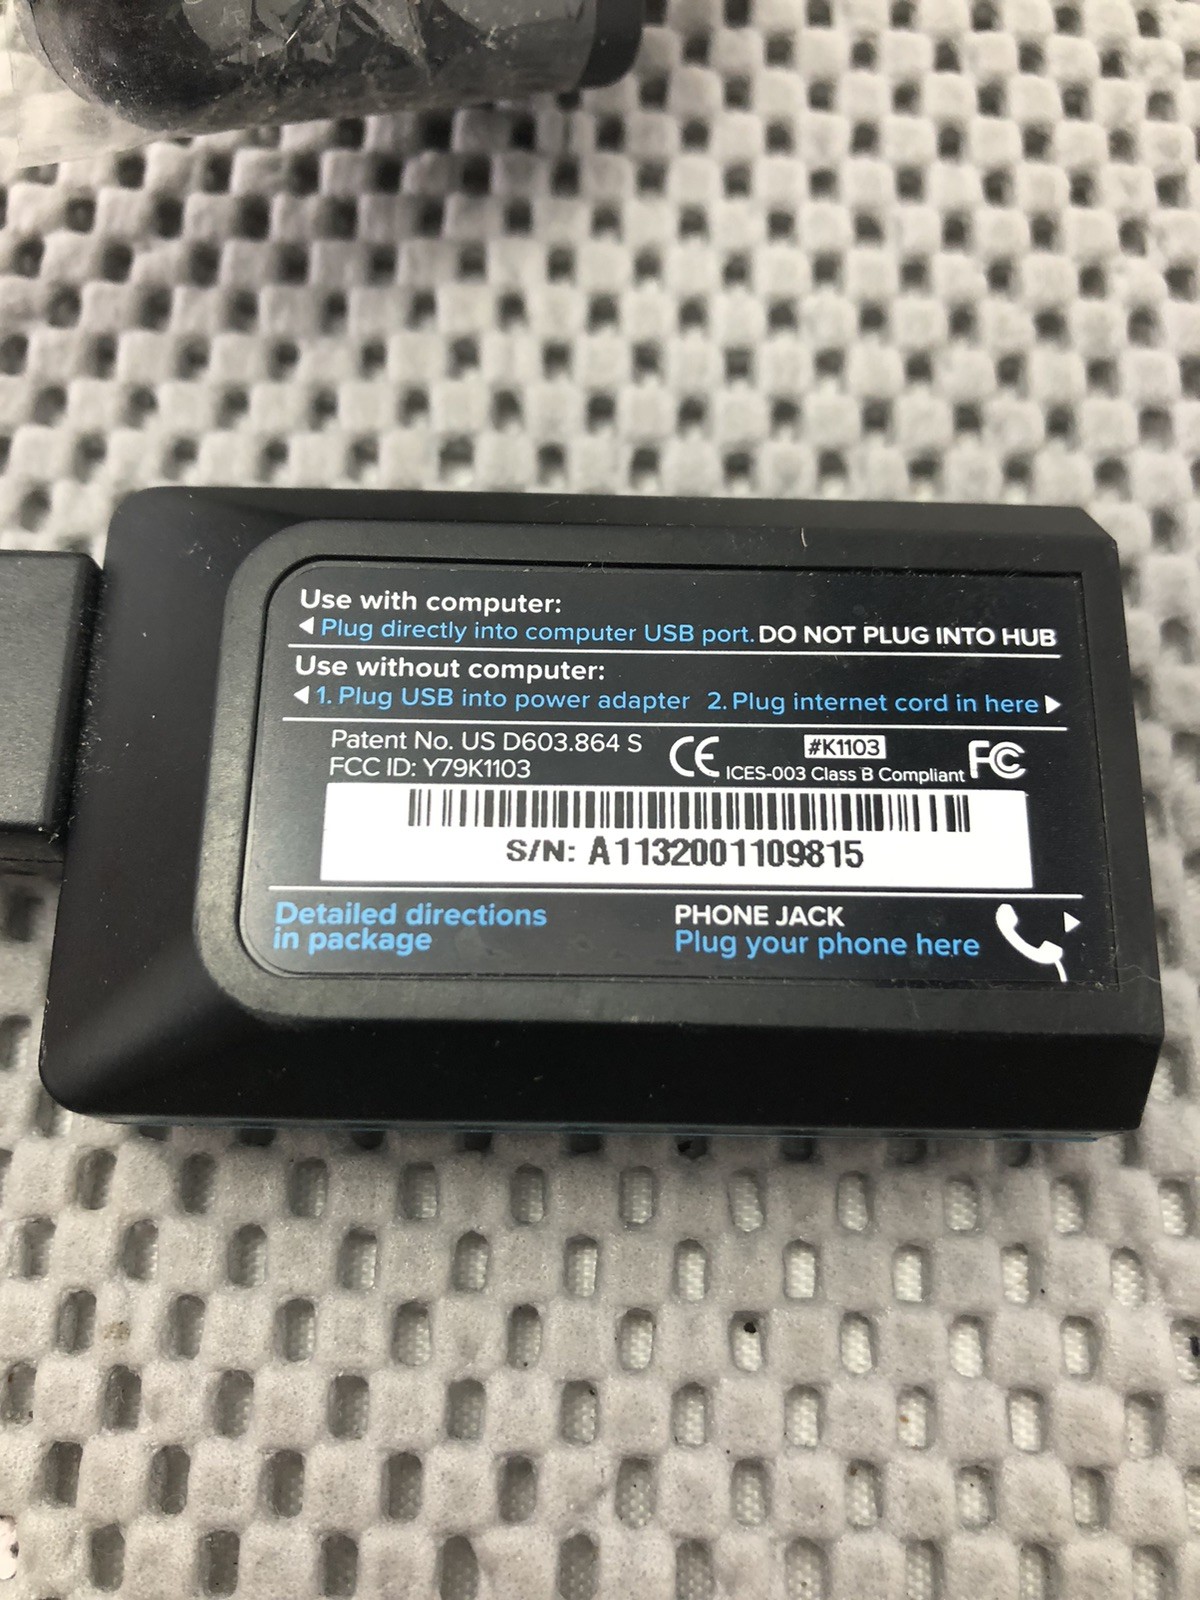 Use with computer:
◀ Plug directly into computer USB port. DO NOT PLUG INTO HUB
Use without computer:
◀ 1. Plug USB into power adapter 2. Plug internet cord in here ▶
Patent No. US D603.864 S
FCC ID: Y79K1103
CE
#K1103
ICES-003 Class B Compliant
FC
S/N: A1132001109815
Detailed directions
in package
PHONE JACK
Plug your phone here